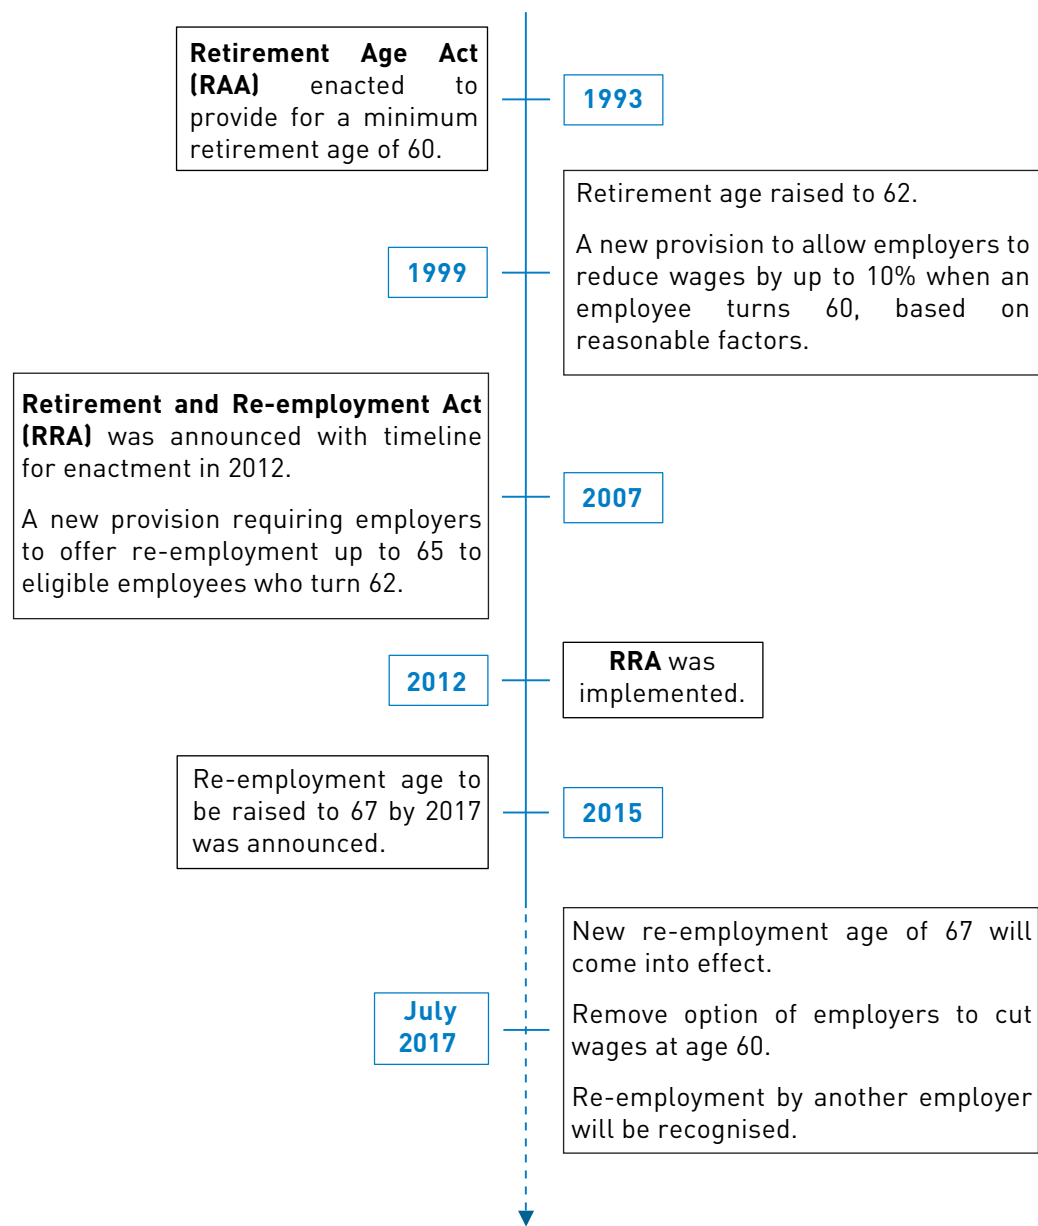 Retirement Age Act
(RAA) enacted to
provide for a minimum
retirement age of 60.
1993
Retirement age raised to 62.
A new provision to allow employers to
reduce wages by up to 10% when an
employee turns 60, based on
reasonable factors.
1999
Retirement and Re-employment Act
(RRA) was announced with timeline
for enactment in 2012.
A new provision requiring employers
to offer re-employment up to 65 to
eligible employees who turn 62.
2007
2012
RRA was
implemented.
Re-employment age to
be raised to 67 by 2017
was announced.
2015
New re-employment age of 67 will
come into effect.
Remove option of employers to cut
wages at age 60.
Re-employment by another employer
will be recognised.
July
2017